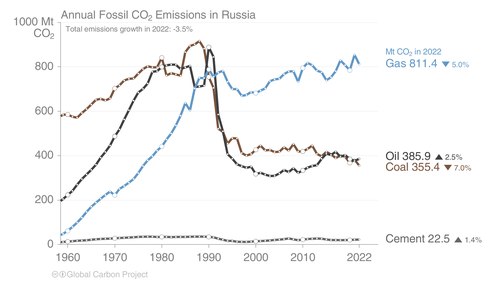 Annual Fossil CO₂ Emissions in Russia
1000 Mt
CO₂
Total emissions growth in 2022: -3.5%
800
600
400
200
0
1960
1970
1980
1990
2000
2010
2022
Mt CO₂ in 2022
Gas 811.4 ▼ 5.0%
Oil 385.9 ▲ 2.5%
Coal 355.4 ▼ 7.0%
Cement 22.5 ▲ 1.4%
Global Carbon Project